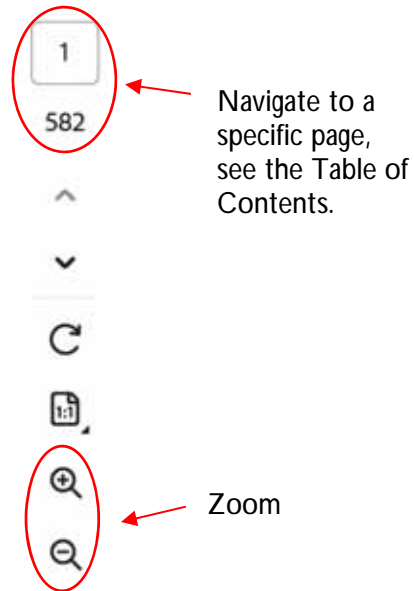 1
582
Navigate to a
specific page,
see the Table of
Contents.
1:1
Zoom